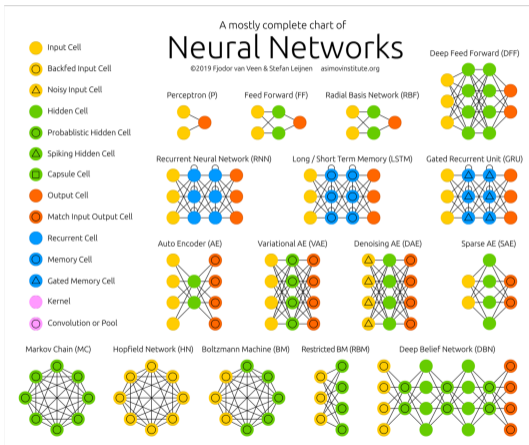 A mostly complete chart of
Neural Networks
©2019 Fjodor van Veen & Stefan Leijnen asimovinstitute.org
Input Cell
Backfed Input Cell
Noisy Input Cell
Hidden Cell
Probablistic Hidden Cell
Spiking Hidden Cell
Capsule Cell
Output Cell
Match Input Output Cell
Recurrent Cell
Memory Cell
Gated Memory Cell
Kernel
Convolution or Pool
Deep Feed Forward (DFF)
Perceptron (P)
Feed Forward (FF)
Radial Basis Network (RBF)
Recurrent Neural Network (RNN)
Long / Short Term Memory (LSTM)
Gated Recurrent Unit (GRU)
Auto Encoder (AE)
Variational AE (VAE)
Denoising AE (DAE)
Sparse AE (SAE)
Markov Chain (MC)
Hopfield Network (HN)
Boltzmann Machine (BM)
Restricted BM (RBM)
Deep Belief Network (DBN)